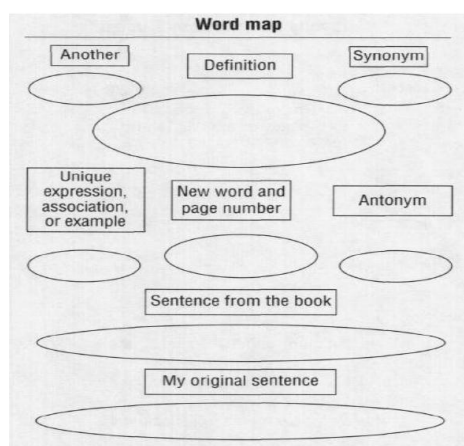 Word map
Another
Definition
Synonym
Unique
expression,
association,
or example
New word and
page number
Antonym
Sentence from the book
My original sentence